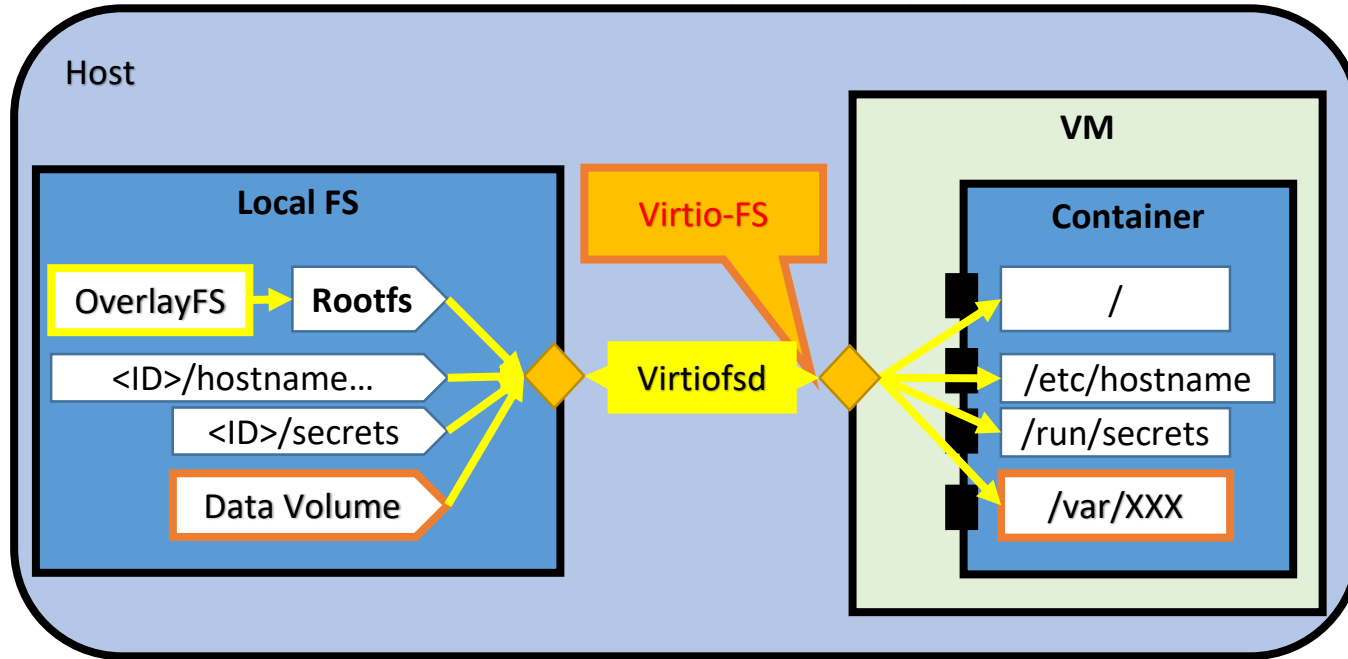 Host
VM
Local FS
Virtio-FS
Container
OverlayFS
Rootfs
/
<ID>/hostname...
Virtiofsd
/etc/hostname
<ID>/secrets
/run/secrets
Data Volume
/var/XXX